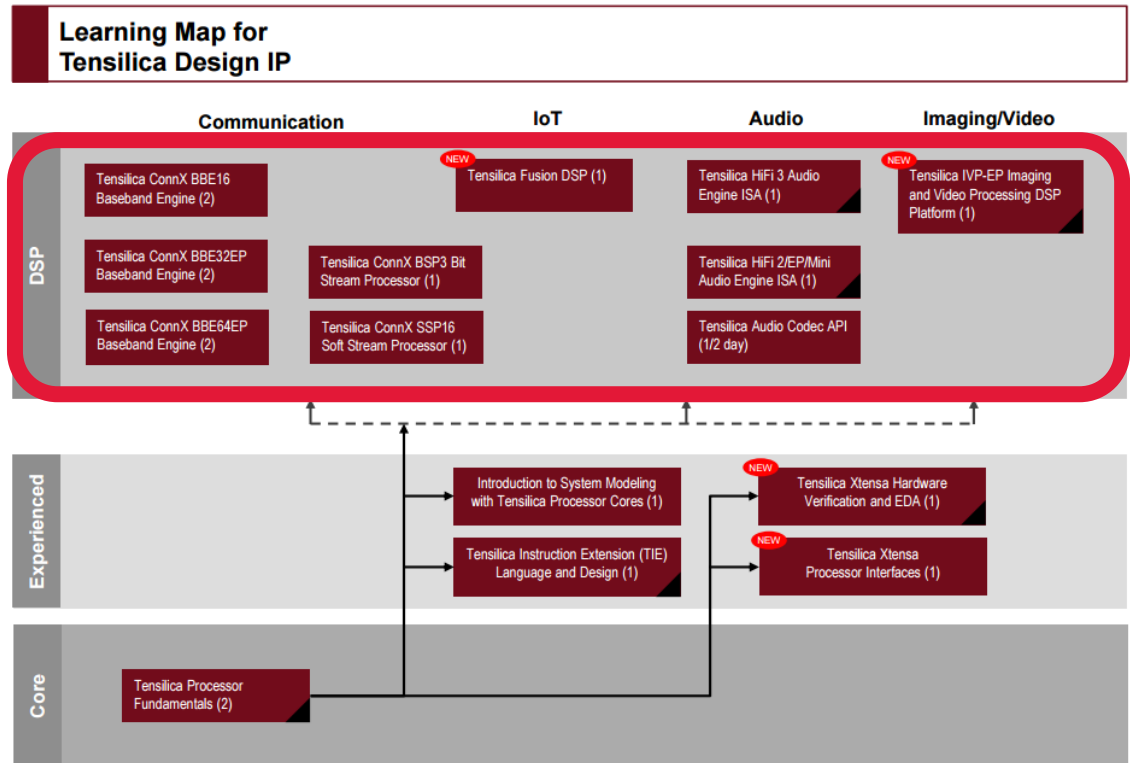 Learning Map for
Tensilica Design IP
Communication
IoT
Audio
Imaging/Video
DSP
Tensilica ConnX BBE16
Baseband Engine (2)
Tensilica ConnX BBE32EP
Baseband Engine (2)
Tensilica ConnX BBE64EP
Baseband Engine (2)
Tensilica ConnX BSP3 Bit
Stream Processor (1)
Tensilica ConnX SSP16
Soft Stream Processor (1)
NEW
Tensilica Fusion DSP (1)
Tensilica HiFi 3 Audio
Engine ISA (1)
Tensilica HiFi 2/EP/Mini
Audio Engine ISA (1)
Tensilica Audio Codec API
(1/2 day)
NEW
Tensilica IVP-EP Imaging
and Video Processing DSP
Platform (1)
Experienced
Introduction to System Modeling
with Tensilica Processor Cores (1)
Tensilica Instruction Extension (TIE)
Language and Design (1)
NEW
Tensilica Xtensa Hardware
Verification and EDA (1)
NEW
Tensilica Xtensa
Processor Interfaces (1)
Core
Tensilica Processor
Fundamentals (2)